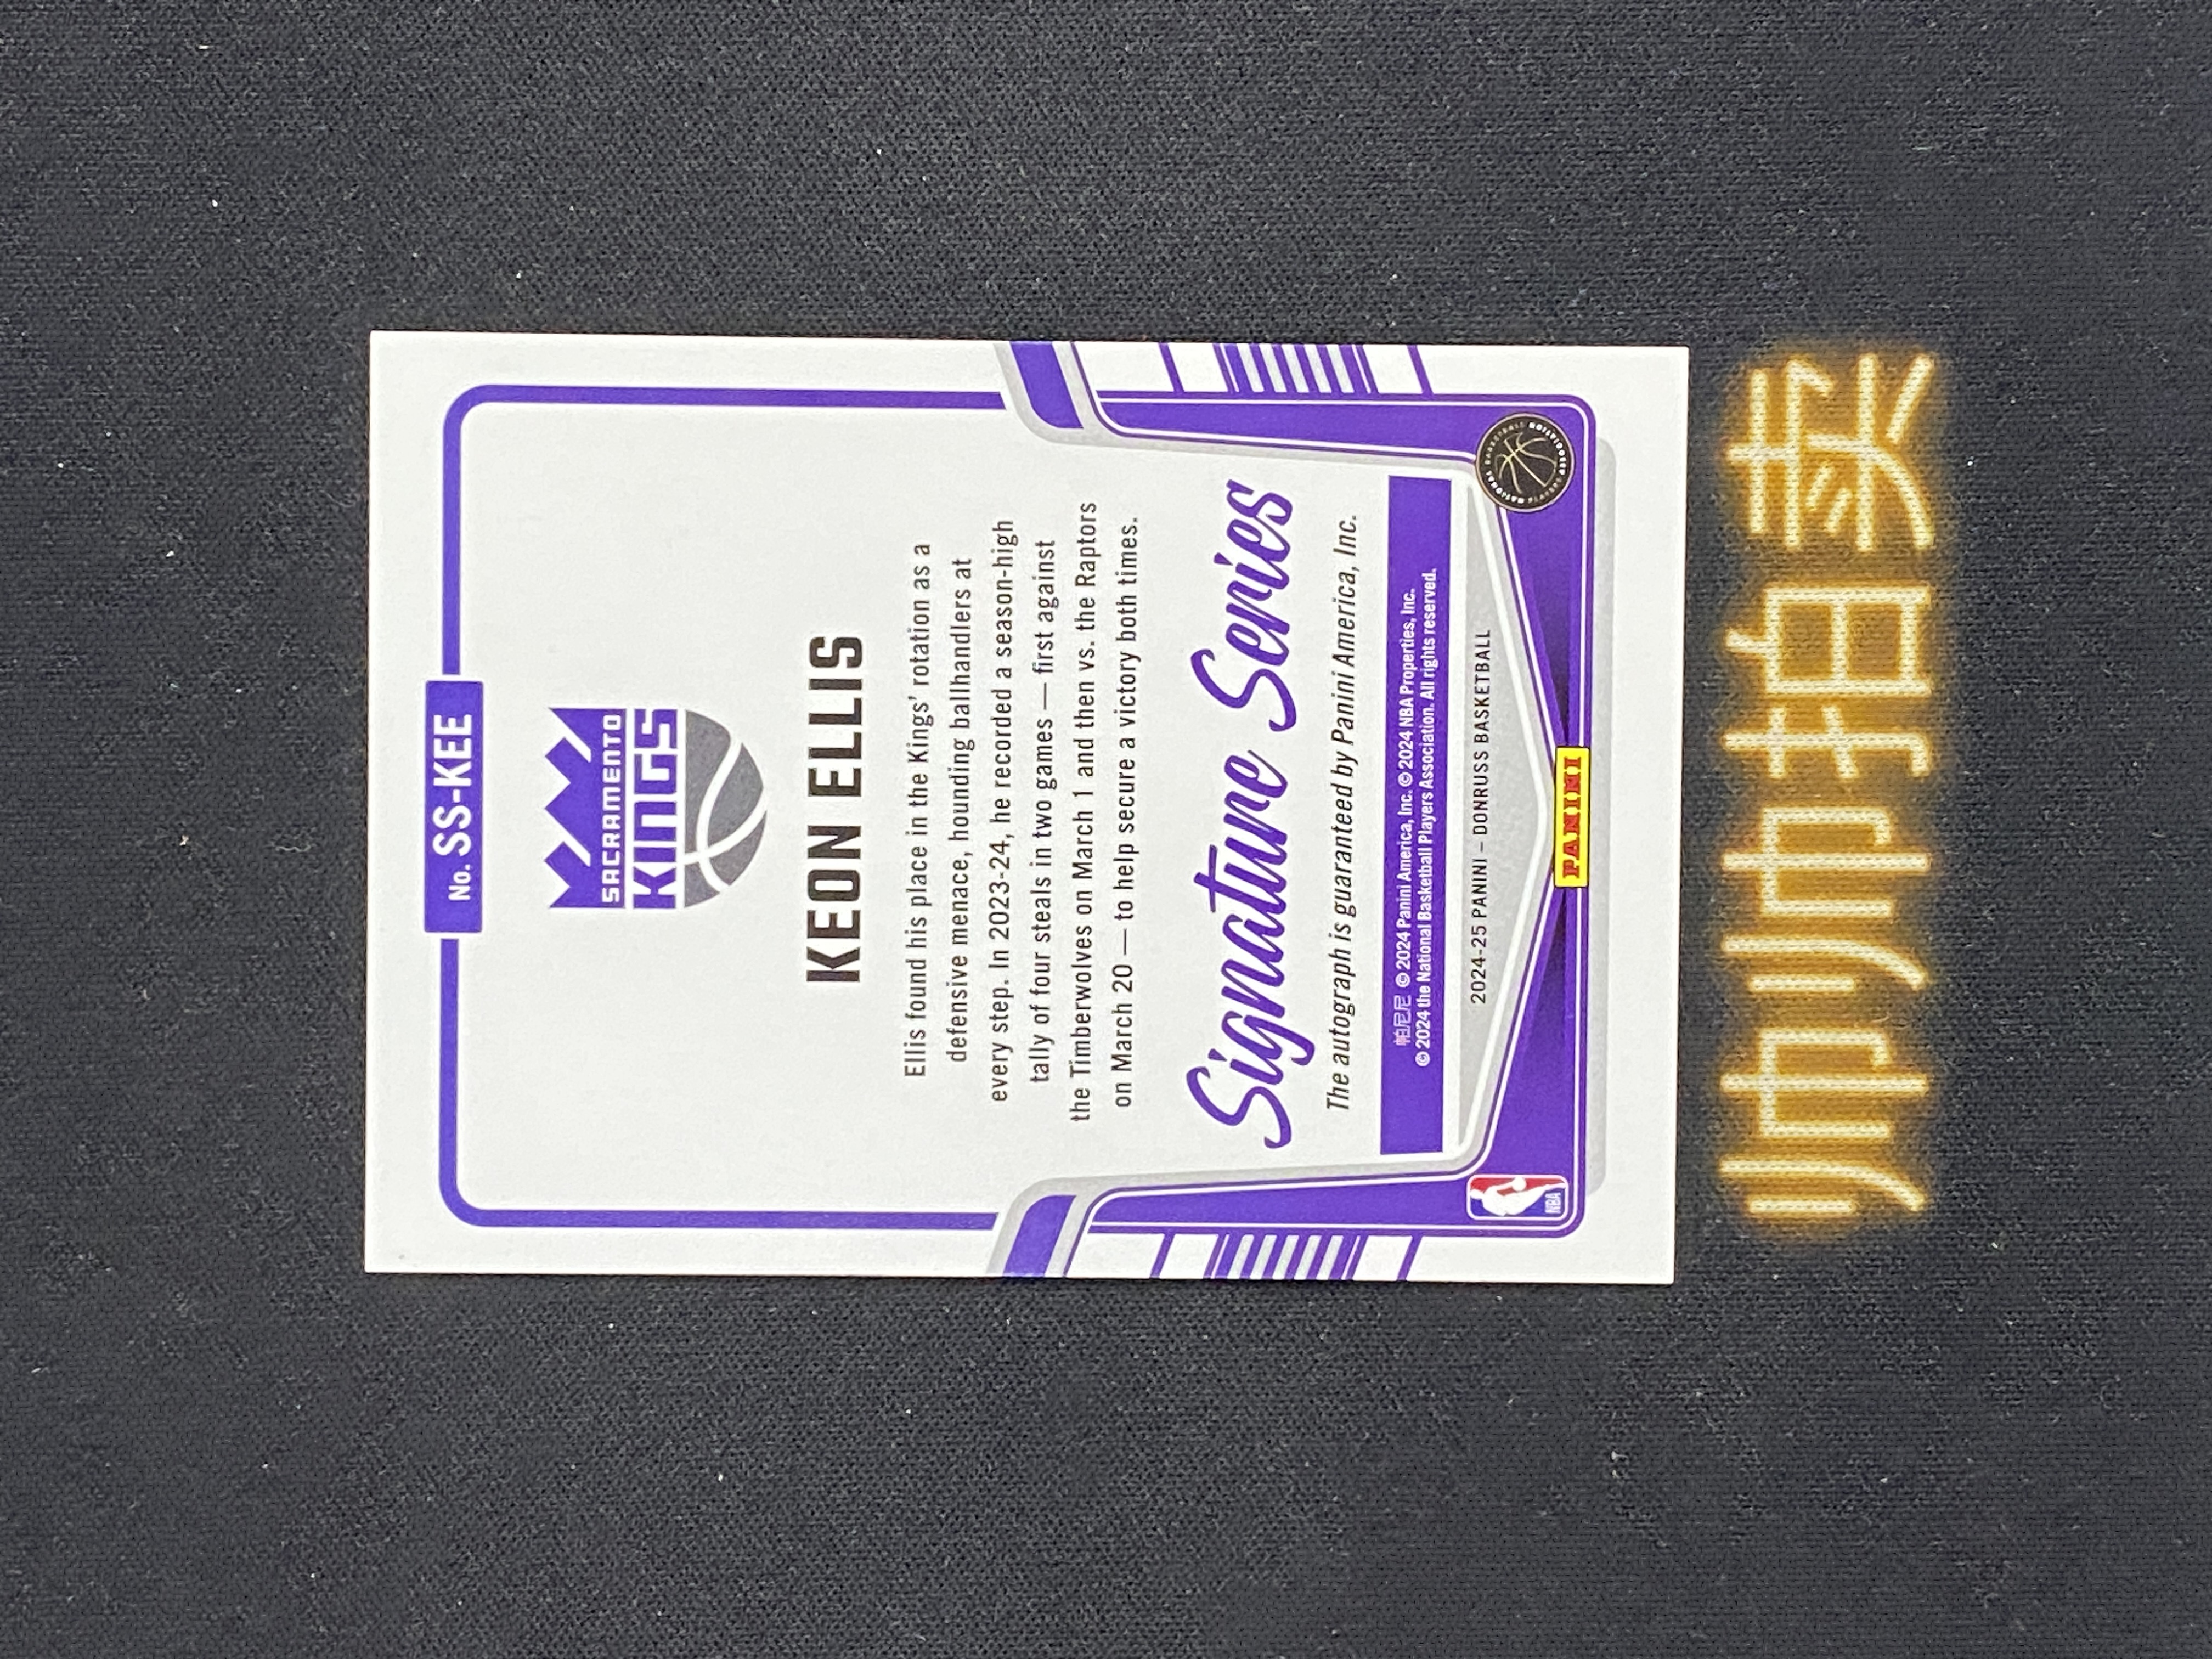 No. SS-KEE
SACRAMENTO
KINGS
KEON ELLIS
Ellis found his place in the Kings' rotation as a
defensive menace, hounding ballhandlers at
every step. In 2023-24, he recorded a season-high
tally of four steals in two games — first against
the Timberwolves on March 1 and then vs. the Raptors
on March 20 — to help secure a victory both times.
Signature Series
The autograph is guaranteed by Panini America, Inc.
帕尼尼 © 2024 Panini America, Inc. © 2024 NBA Properties, Inc.
© 2024 the National Basketball Players Association. All rights reserved.
2024-25 PANINI – DONRUSS BASKETBALL
NBA
PANINI
帅帅拍卖